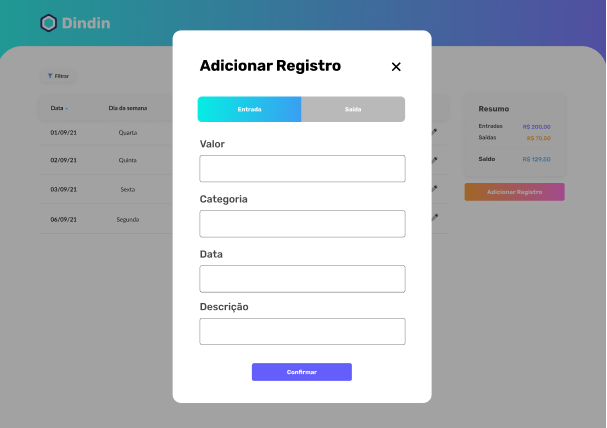 Dindin
Adicionar Registro
Filtrar
Entrada
Saída
Data
Dia da semana
Resumo
01/09/21
Quarta
Entradas
R$ 200,00
Saídas
R$ 70,50
Valor
02/09/21
Quinta
Saldo
R$ 129,50
03/09/21
Sexta
Adicionar Registro
Categoria
06/09/21
Segunda
Data
Descrição
Confirmar